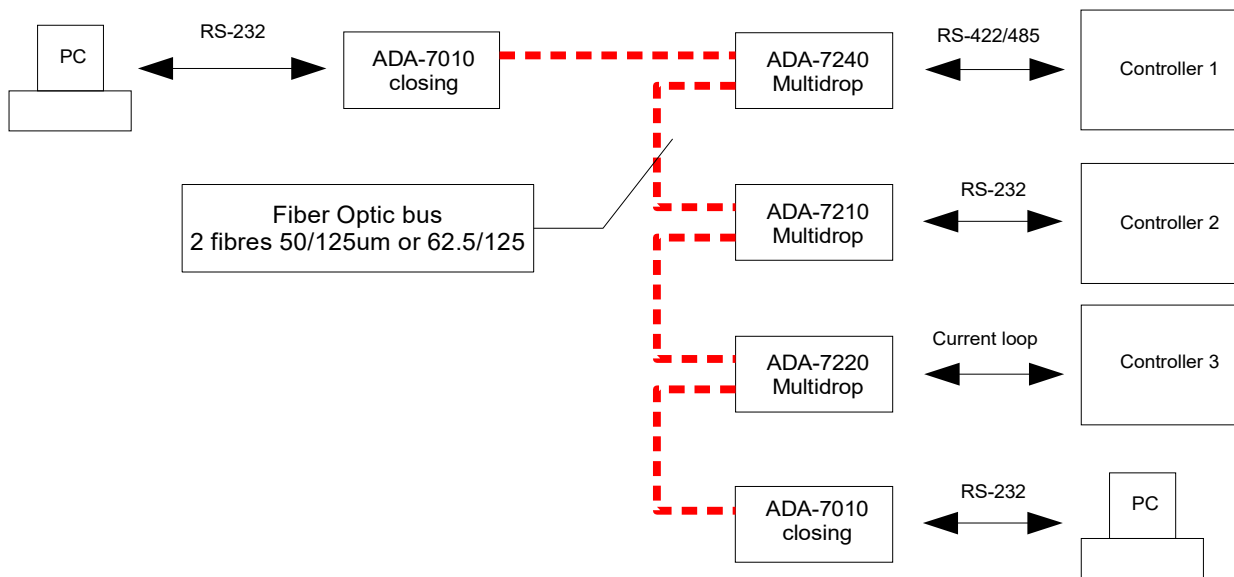 PC
RS-232
ADA-7010
closing
ADA-7240
Multidrop
RS-422/485
Controller 1
Fiber Optic bus
2 fibres 50/125um or 62.5/125
ADA-7210
Multidrop
RS-232
Controller 2
ADA-7220
Multidrop
Current loop
Controller 3
ADA-7010
closing
RS-232
PC